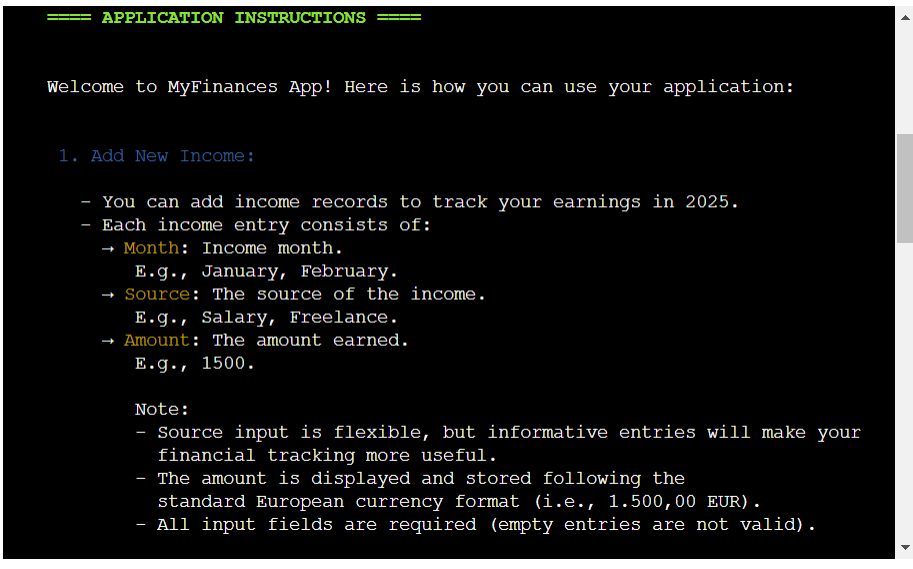 ==== APPLICATION INSTRUCTIONS ====
Welcome to MyFinances App! Here is how you can use your application:
1. Add New Income:
- You can add income records to track your earnings in 2025.
- Each income entry consists of:
→ Month: Income month.
E.g., January, February.
→ Source: The source of the income.
E.g., Salary, Freelance.
→ Amount: The amount earned.
E.g., 1500.
Note:
- Source input is flexible, but informative entries will make your
financial tracking more useful.
- The amount is displayed and stored following the
standard European currency format (i.e., 1.500,00 EUR).
- All input fields are required (empty entries are not valid).